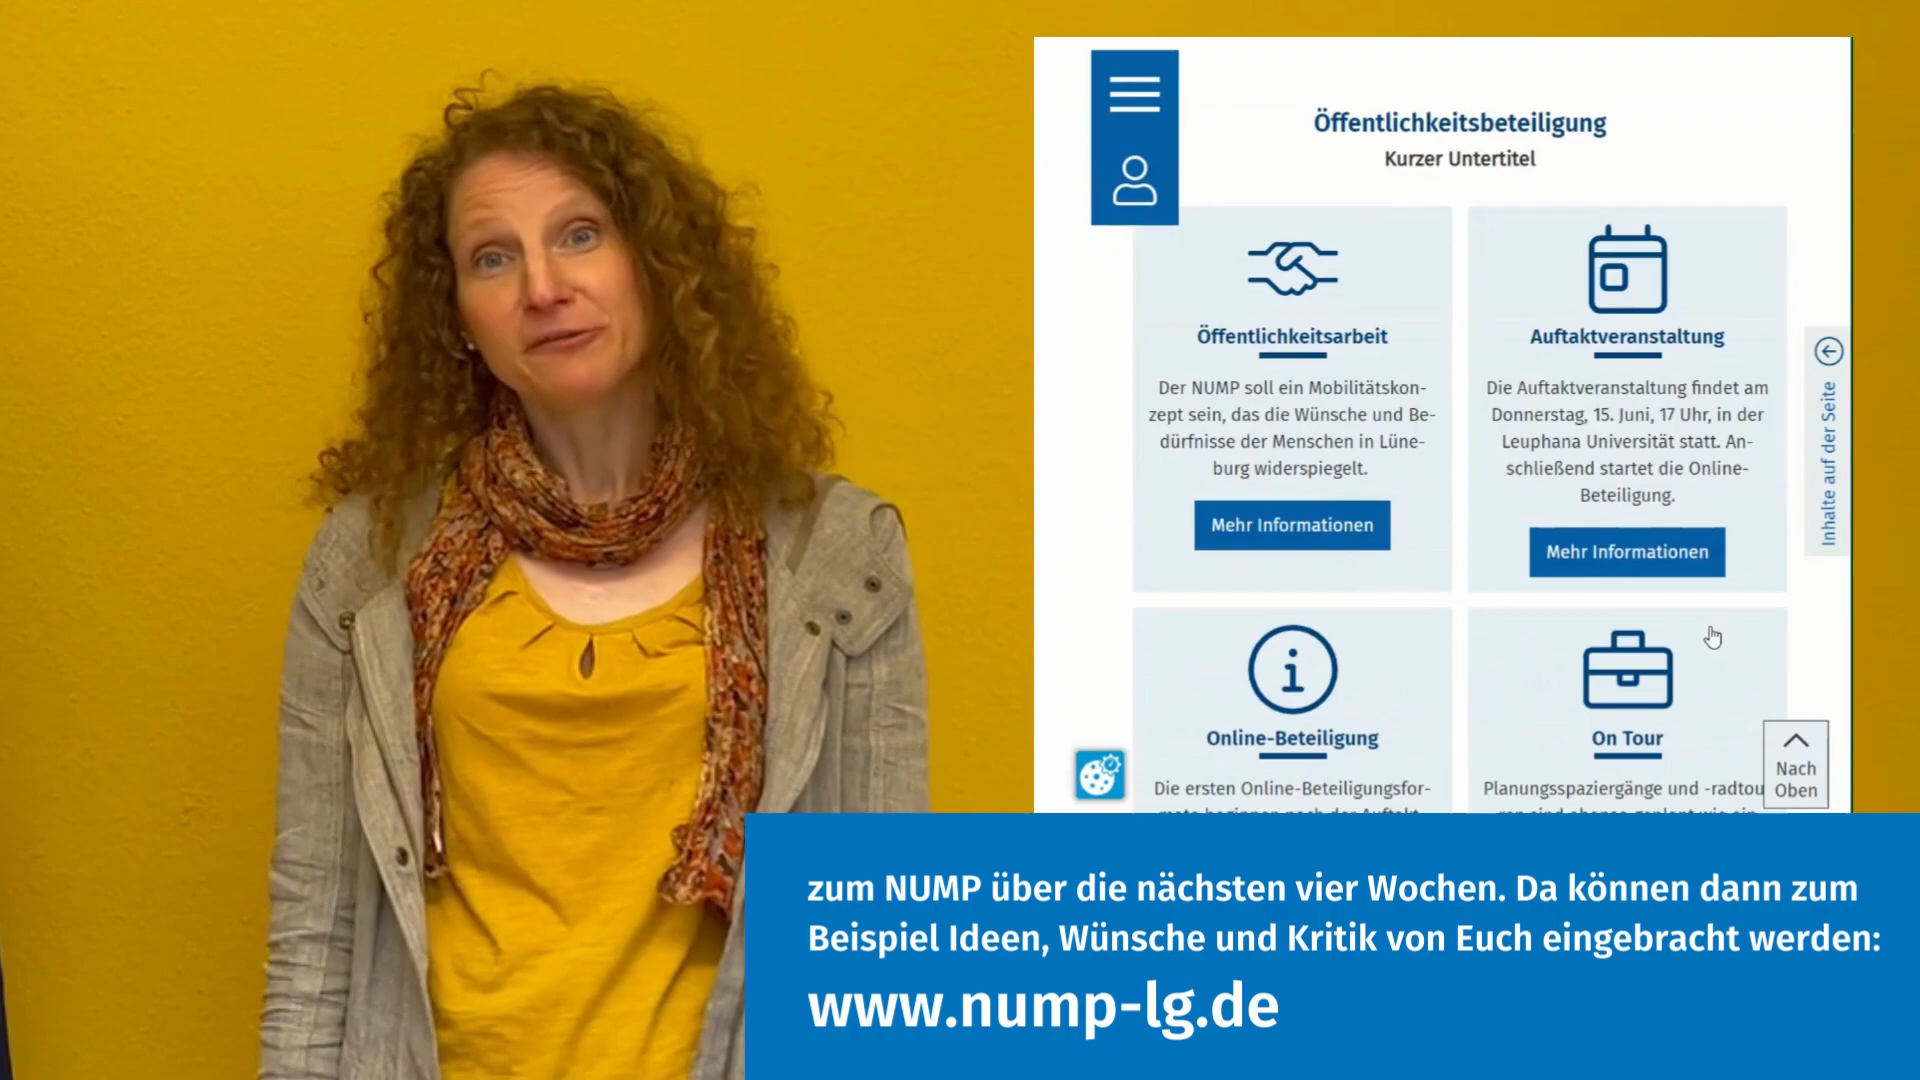 Öffentlichkeitsbeteiligung
Kurzer Untertitel
Öffentlichkeitsarbeit
Der NUMP soll ein Mobilitätskon-
zept sein, das die Wünsche und Be-
dürfnisse der Menschen in Lüne-
burg widerspiegelt.
Mehr Informationen
Auftaktveranstaltung
Die Auftaktveranstaltung findet am
Donnerstag, 15. Juni, 17 Uhr, in der
Leuphana Universität statt. An-
schließend startet die Online-
Beteiligung.
Mehr Informationen
Inhalte auf der Seite
Online-Beteiligung
Die ersten Online-Beteiligungsfor-
On Tour
Planungsspaziergänge und -radtou
Nach
Oben
zum NUMP über die nächsten vier Wochen. Da können dann zum
Beispiel Ideen, Wünsche und Kritik von Euch eingebracht werden:
www.nump-lg.de